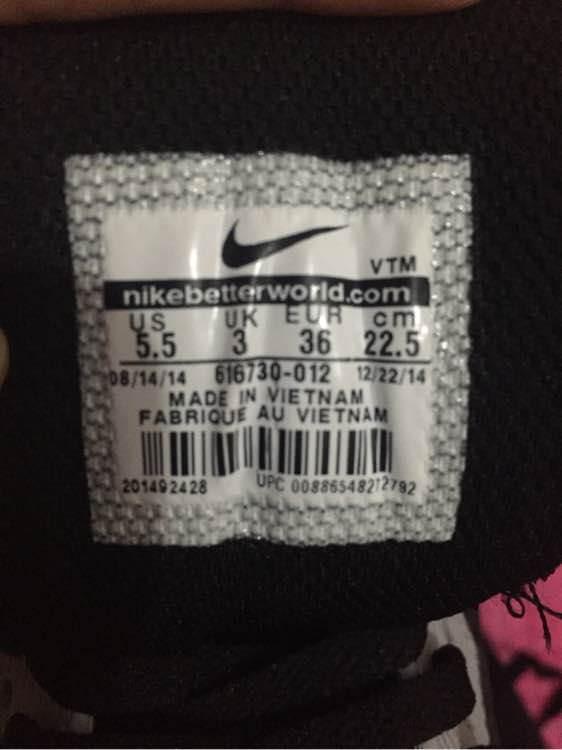 VTM
nikebetterworld.com
US UK EUR cm
5.5 3 36 22.5
08/14/14 616730-012 12/22/14
MADE IN VIETNAM
FABRIQUE AU VIETNAM
201492428 UPC 00886548212792